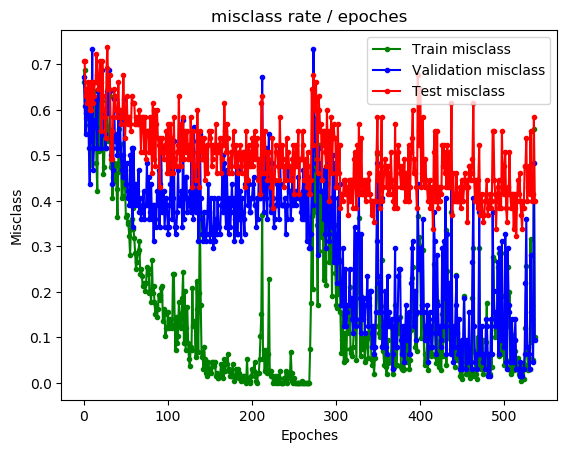 misclass rate / epoches
Train misclass
Validation misclass
Test misclass
0.7
0.6
0.5
0.4
0.3
0.2
0.1
0.0
Misclass
0 100 200 300 400 500
Epoches